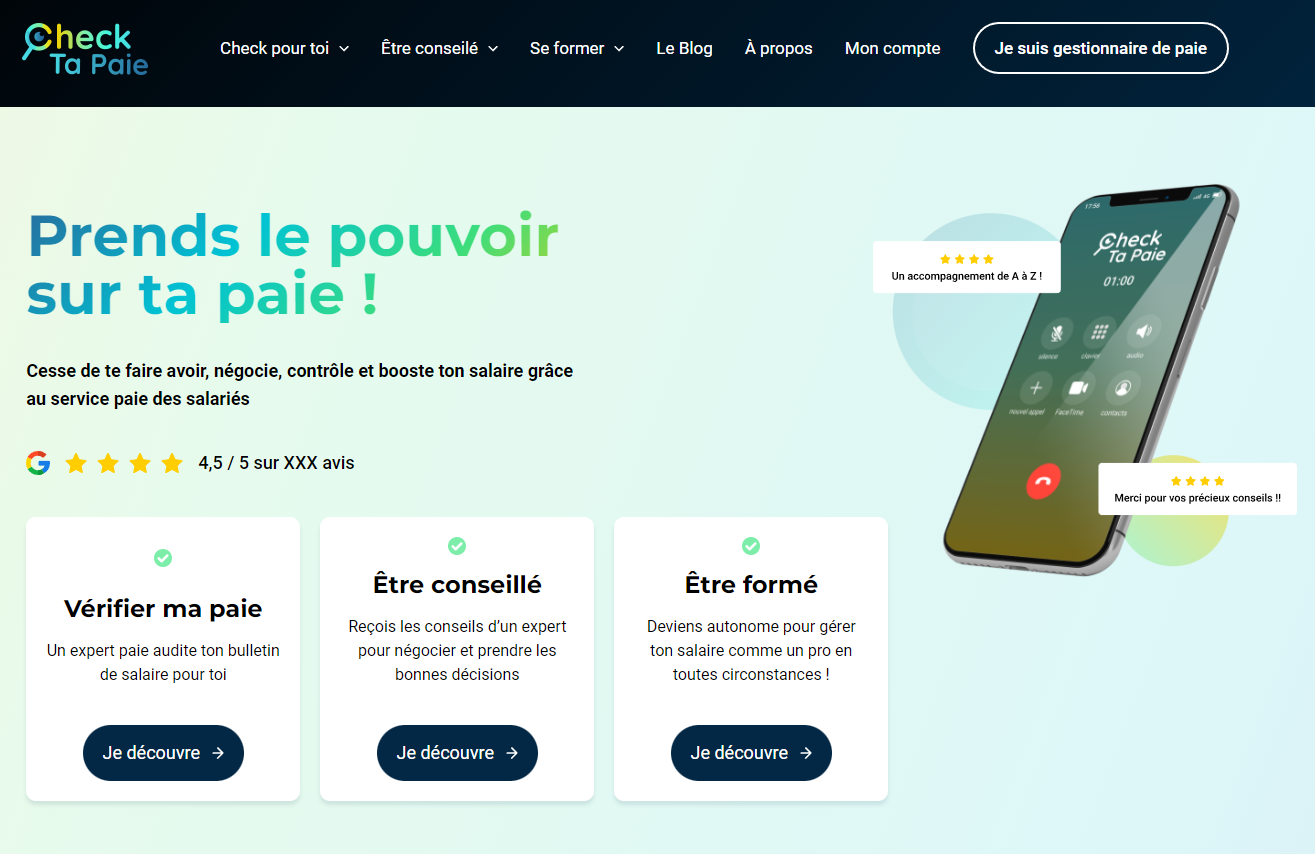 Check
Ta Paie
Check pour toi
Être conseilé
Se former
Le Blog
À propos
Mon compte
Je suis gestionnaire de paie
Prends le pouvoir
sur ta paie !
Cesse de te faire avoir, négocie, contrôle et booste ton salaire grâce
au service paie des salariés
4,5 / 5 sur XXX avis
17:56
4G
Check
Ta Paie
01:00
silence
clavier
audio
nouvel appel
FaceTime
contacts
Un accompagnement de A à Z !
Merci pour vos précieux conseils !!
Vérifier ma paie
Un expert paie audite ton bulletin
de salaire pour toi
Je découvre
Être conseillé
Reçois les conseils d’un expert
pour négocier et prendre les
bonnes décisions
Je découvre
Être formé
Deviens autonome pour gérer
ton salaire comme un pro en
toutes circonstances !
Je découvre